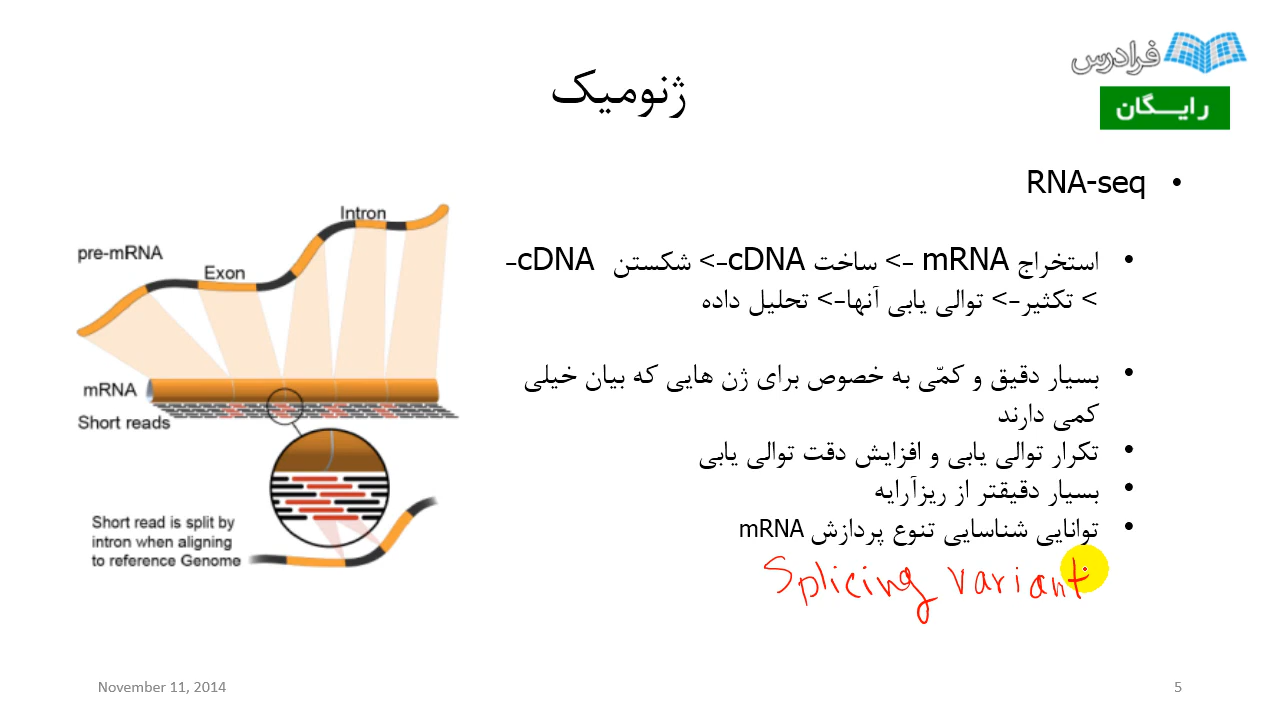 فرادرس
رایگان
ژنومیک
• RNA-seq
• استخراج mRNA -> ساخت cDNA-> شکستن cDNA-
> تکثیر-> توالی یابی آنها-> تحلیل داده
• بسیار دقیق و کمّی به خصوص برای ژن هایی که بیان خیلی
کمی دارند
• تکرار توالی یابی و افزایش دقت توالی یابی
• بسیار دقیقتر از ریزآرایه
• توانایی شناسایی تنوع پردازش mRNA
Splicing variant
Intron
pre-mRNA
Exon
mRNA
Short reads
Short read is split by
intron when aligning
to reference Genome
November 11, 2014
5